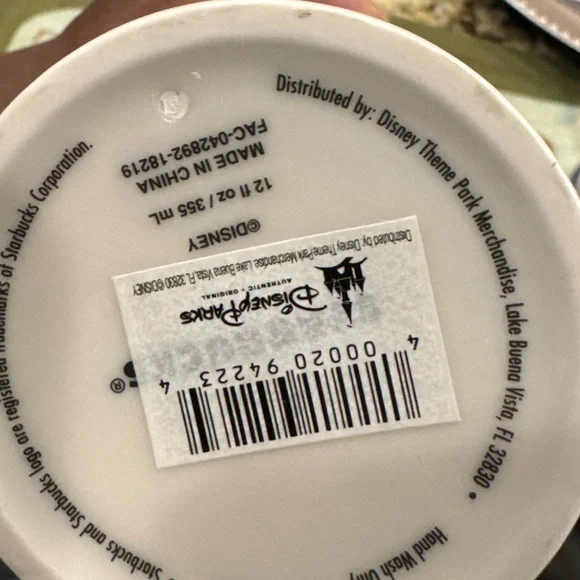 Distributed by: Disney Theme Park Merchandise, Lake Buena Vista, FL 32830 •
Hand Wash Only
Starbucks and Starbucks logo are registered trademarks of Starbucks Corporation.
FAC-042892-18219
MADE IN CHINA
12 fl oz / 355 mL
©DISNEY
®
Distributed by: Disney Theme Park Merchandise, Lake Buena Vista, FL 32830 ©DISNEY
Disney PARKS
AUTHENTIC • ORIGINAL
4 00020 94223 4